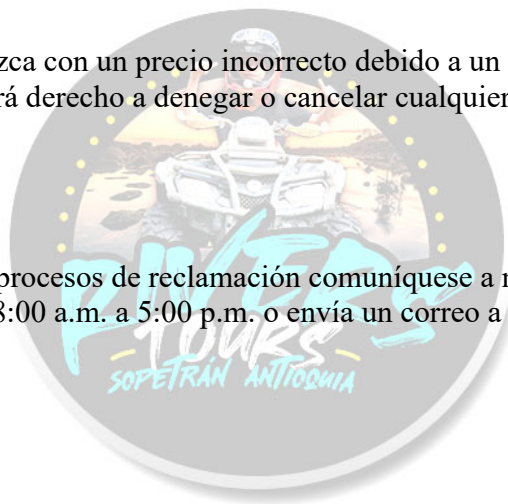 zca con un precio incorrecto debido a un
rá derecho a denegar o cancelar cualquier
procesos de reclamación comuníquese a
8:00 a.m. a 5:00 p.m. o envía un correo a
RIVERS
TOURS
SOPETRÁN ANTIOQUIA